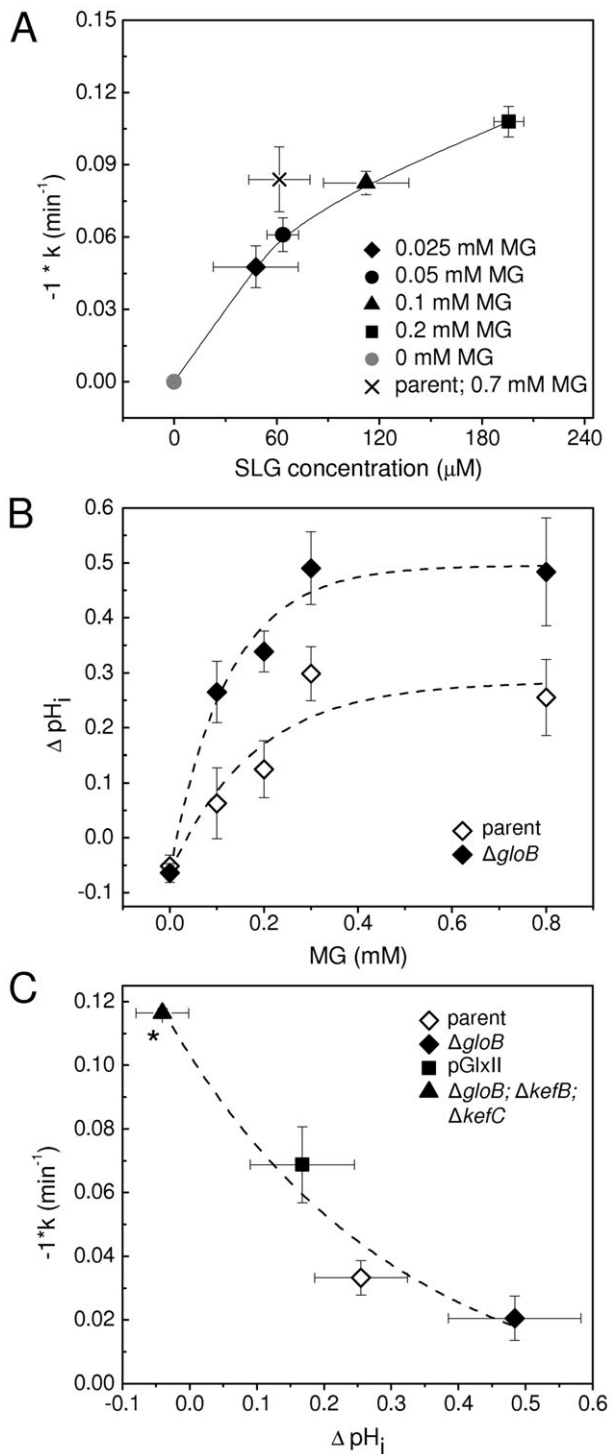 A
0.15
0.12
0.09
0.06
0.03
0.00
-1 * k (min-1)
0.025 mM MG
0.05 mM MG
0.1 mM MG
0.2 mM MG
0 mM MG
parent; 0.7 mM MG
0 60 120 180 240
SLG concentration (μM)
B
0.6
0.5
0.4
0.3
0.2
0.1
0.0
-0.1
Δ pHi
parent
ΔgloB
0.0 0.2 0.4 0.6 0.8
MG (mM)
C
0.12
0.10
0.08
0.06
0.04
0.02
0.00
-1*k (min-1)
*
parent
ΔgloB
pGlxII
ΔgloB; ΔkefB;
ΔkefC
-0.1 0.0 0.1 0.2 0.3 0.4 0.5 0.6
Δ pHi